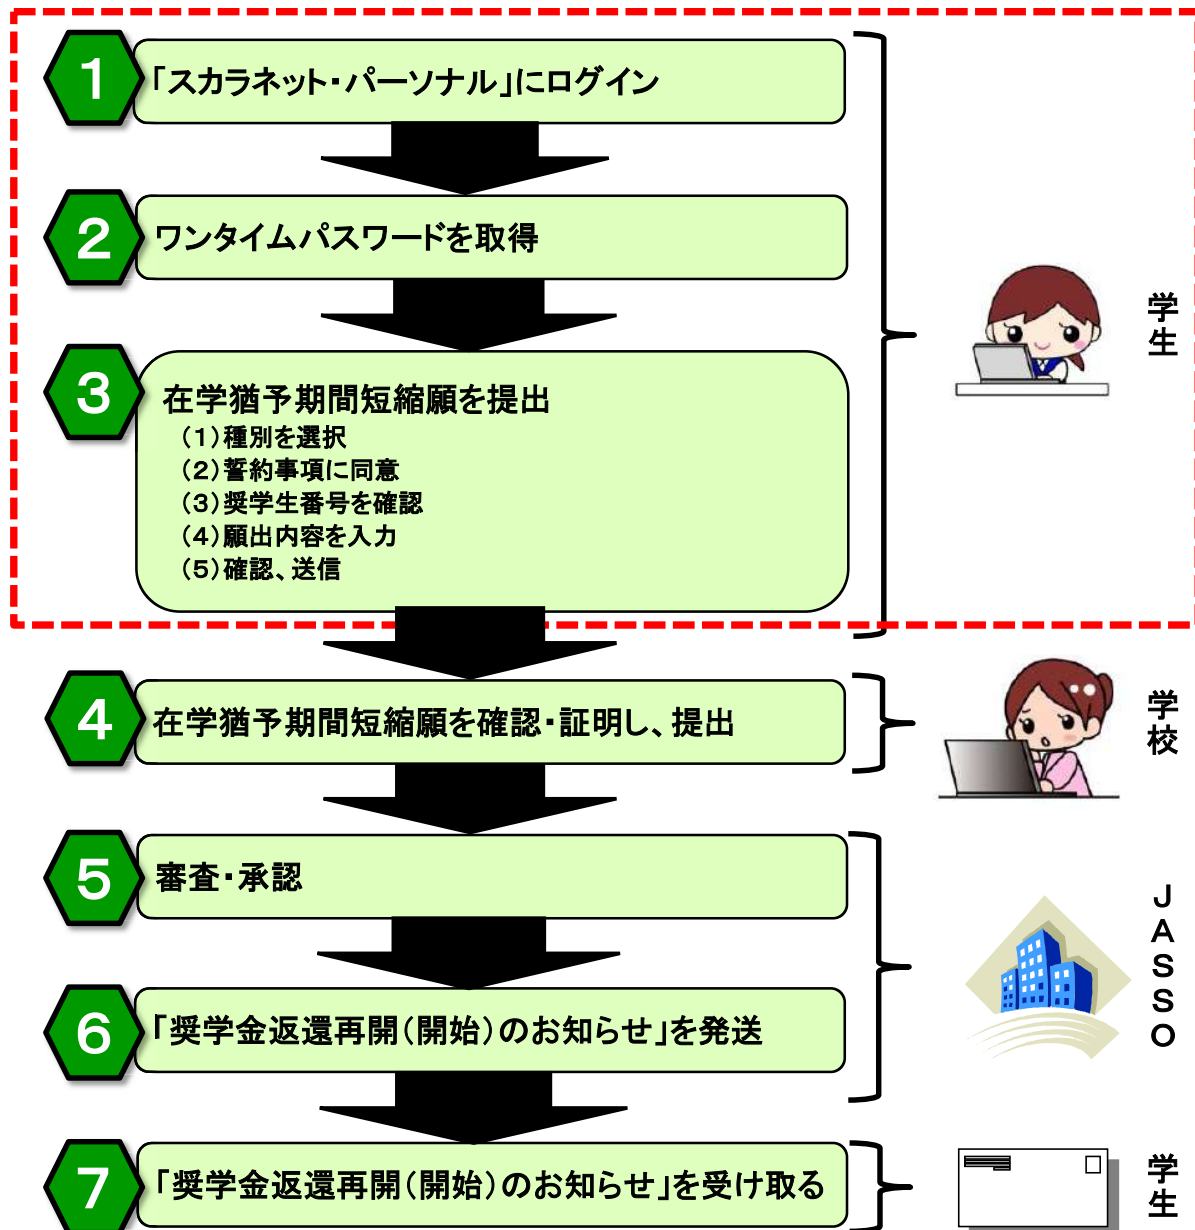 1
「スカラネット・パーソナル」にログイン
2
ワンタイムパスワードを取得
3
在学猶予期間短縮願を提出
（１）種別を選択
（２）誓約事項に同意
（３）奨学生番号を確認
（４）願出内容を入力
（５）確認、送信
学生
4
在学猶予期間短縮願を確認・証明し、提出
学校
5
審査・承認
6
「奨学金返還再開（開始）のお知らせ」を発送
ＪＡＳＳＯ
7
「奨学金返還再開（開始）のお知らせ」を受け取る
学生